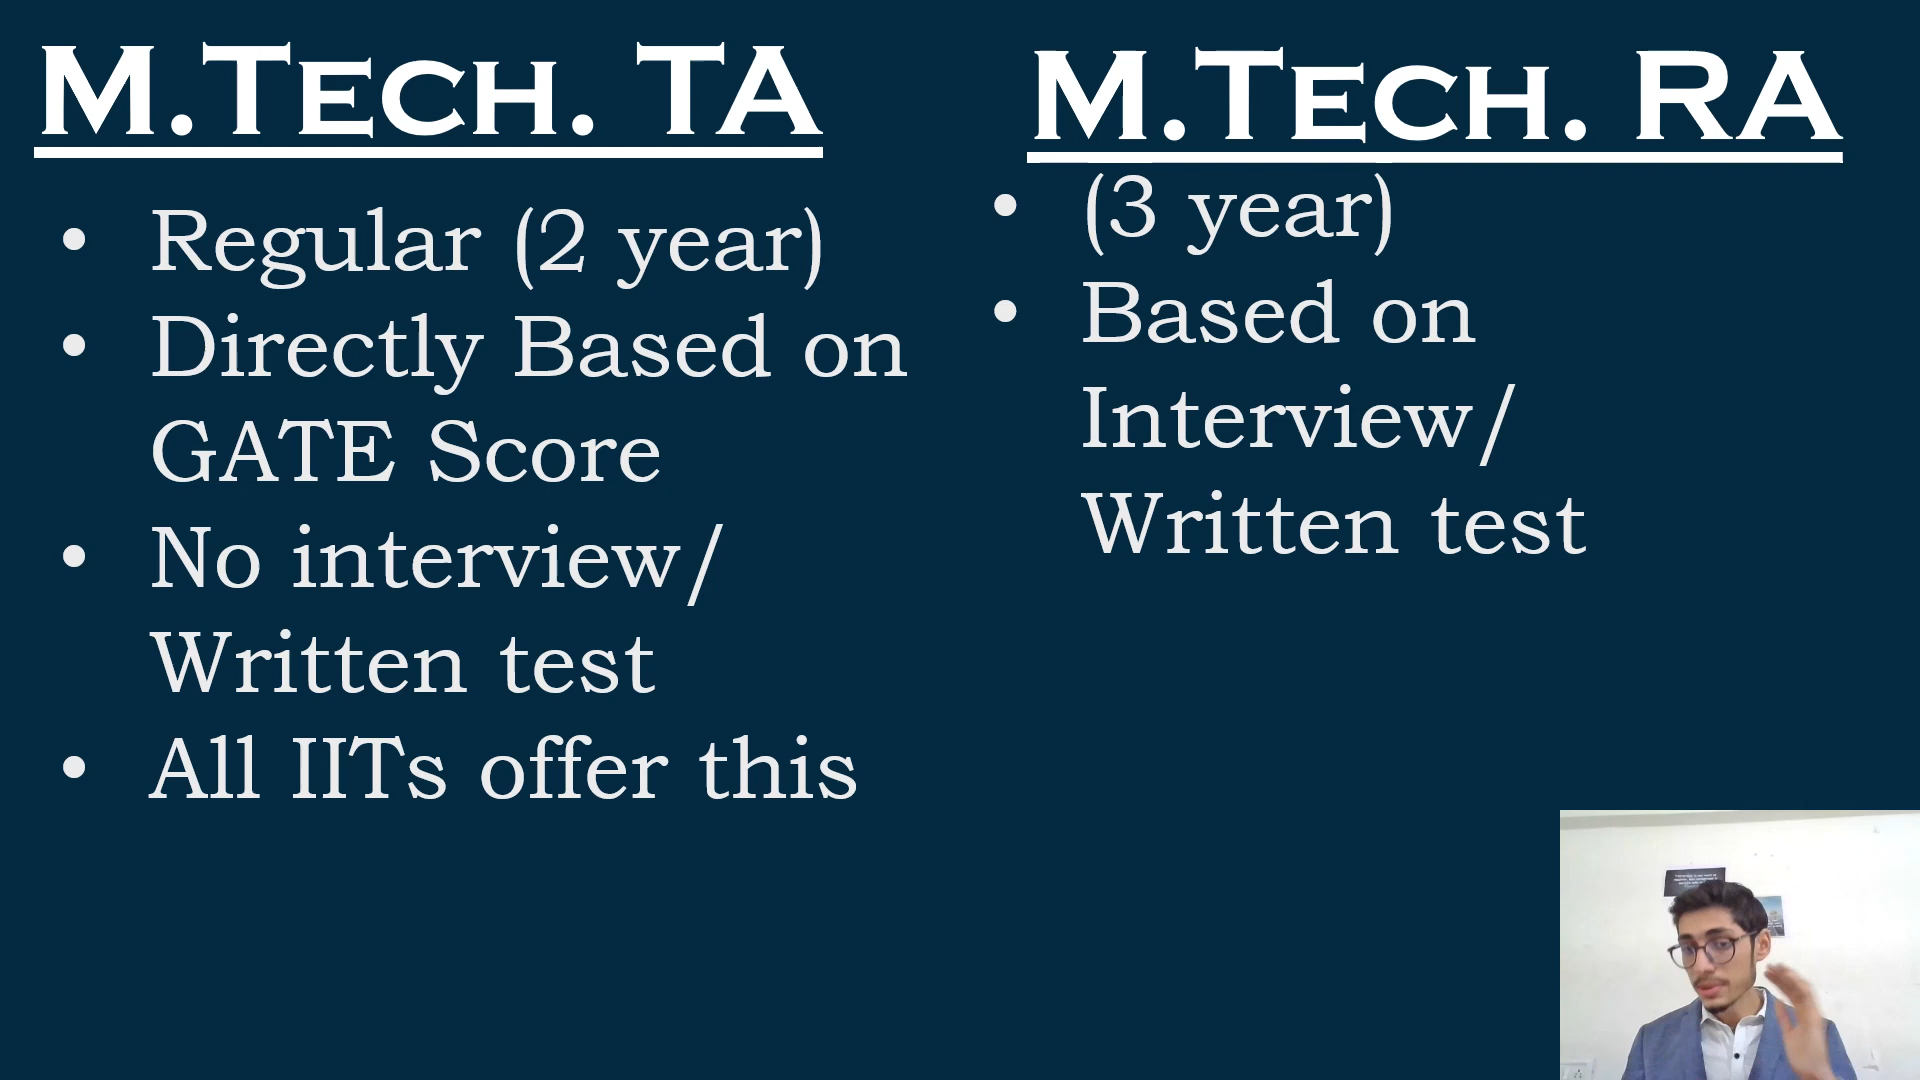 M.Tech. TA
• Regular (2 year)
• Directly Based on
GATE Score
• No interview/
Written test
• All IITs offer this
M.Tech. RA
• (3 year)
• Based on
Interview/
Written test